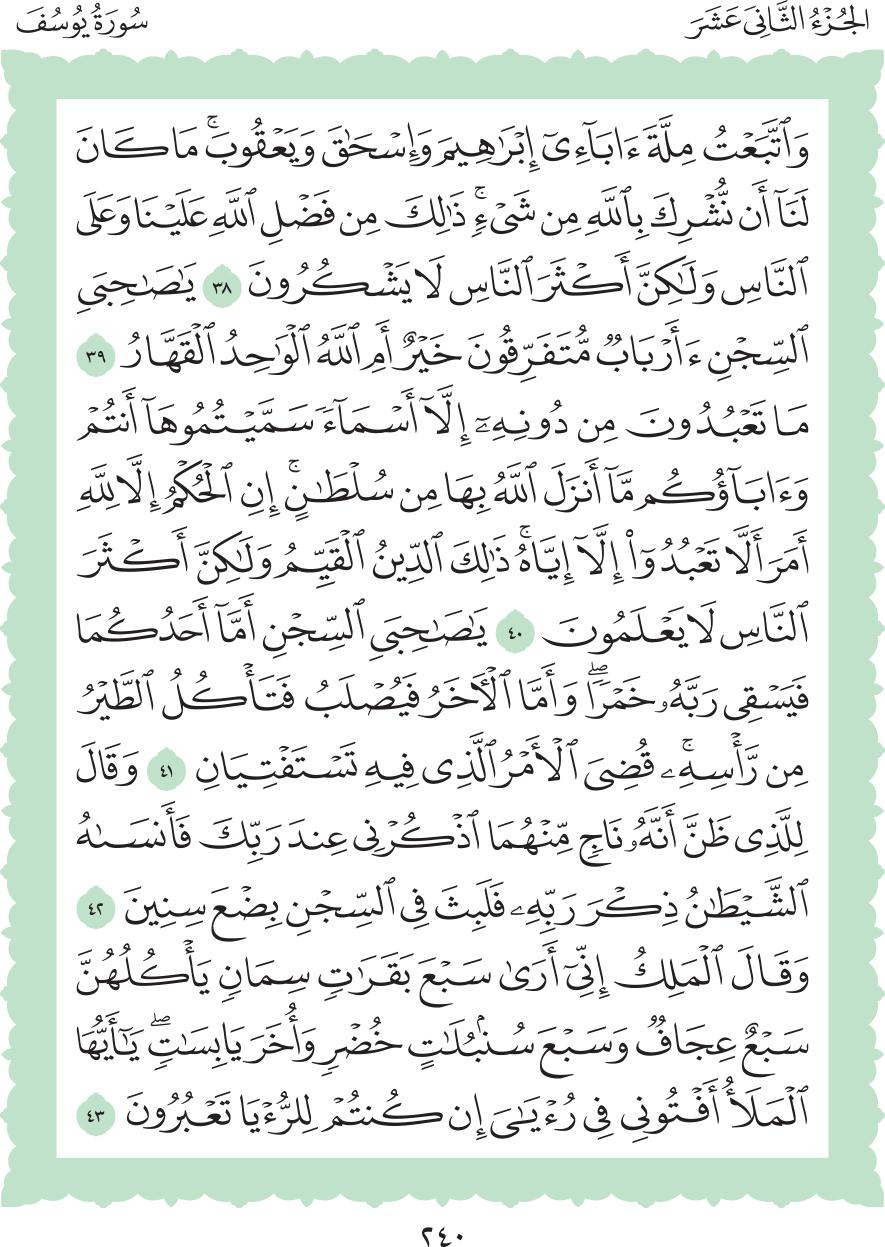 الجُزْءُ الثَّانِيَ عَشَرَ
سُورَةُ يُوسُفَ
وَٱتَّبَعْتُ مِلَّةَ ءَابَآءِىٓ إِبْرَٰهِيمَ وَإِسْحَٰقَ وَيَعْقُوبَۚ مَا كَانَ
لَنَآ أَن نُّشْرِكَ بِٱللَّهِ مِن شَىْءٍۚ ذَٰلِكَ مِن فَضْلِ ٱللَّهِ عَلَيْنَا وَعَلَى
ٱلنَّاسِ وَلَٰكِنَّ أَكْثَرَ ٱلنَّاسِ لَا يَشْكُرُونَ ٣٨ يَٰصَٰحِبَىِ
ٱلسِّجْنِ ءَأَرْبَابٌ مُّتَفَرِّقُونَ خَيْرٌ أَمِ ٱللَّهُ ٱلْوَٰحِدُ ٱلْقَهَّارُ ٣٩
مَا تَعْبُدُونَ مِن دُونِهِۦٓ إِلَّآ أَسْمَآءً سَمَّيْتُمُوهَآ أَنتُمْ
وَءَابَآؤُكُم مَّآ أَنزَلَ ٱللَّهُ بِهَا مِن سُلْطَٰنٍۚ إِنِ ٱلْحُكْمُ إِلَّا لِلَّهِ
أَمَرَ أَلَّا تَعْبُدُوٓا۟ إِلَّآ إِيَّاهُۚ ذَٰلِكَ ٱلدِّينُ ٱلْقَيِّمُ وَلَٰكِنَّ أَكْثَرَ
ٱلنَّاسِ لَا يَعْلَمُونَ ٤٠ يَٰصَٰحِبَىِ ٱلسِّجْنِ أَمَّآ أَحَدُكُمَا
فَيَسْقِى رَبَّهُۥ خَمْرًاۖ وَأَمَّا ٱلْءَاخَرُ فَيُصْلَبُ فَتَأْكُلُ ٱلطَّيْرُ
مِن رَّأْسِهِۦۚ قُضِىَ ٱلْأَمْرُ ٱلَّذِى فِيهِ تَسْتَفْتِيَانِ ٤١ وَقَالَ
لِلَّذِى ظَنَّ أَنَّهُۥ نَاجٍ مِّنْهُمَا ٱذْكُرْنِى عِندَ رَبِّكَ فَأَنسَىٰهُ
ٱلشَّيْطَٰنُ ذِكْرَ رَبِّهِۦ فَلَبِثَ فِى ٱلسِّجْنِ بِضْعَ سِنِينَ ٤٢
وَقَالَ ٱلْمَلِكُ إِنِّىٓ أَرَىٰ سَبْعَ بَقَرَٰتٍ سِمَانٍ يَأْكُلُهُنَّ
سَبْعٌ عِجَافٌ وَسَبْعَ سُنۢبُلَٰتٍ خُضْرٍ وَأُخَرَ يَابِسَٰتٍۖ يَٰٓأَيُّهَا
ٱلْمَلَأُ أَفْتُونِى فِى رُءْيَٰىَ إِن كُنتُمْ لِلرُّءْيَا تَعْبُرُونَ ٤٣
٢٤٠